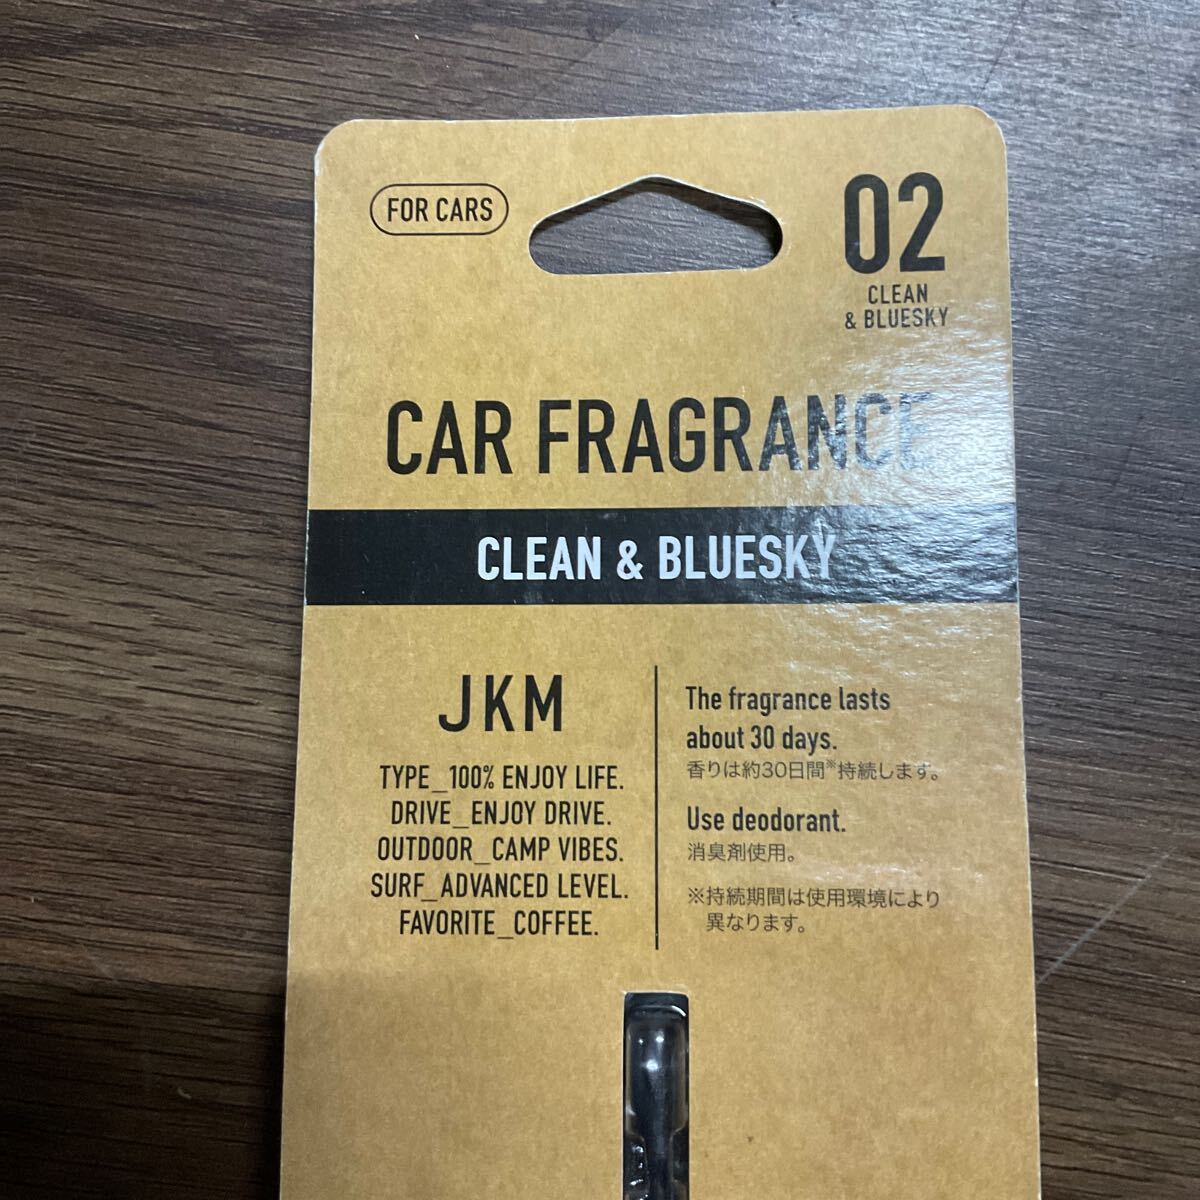 FOR CARS
02
CLEAN
& BLUESKY
CAR FRAGRANCE
CLEAN & BLUESKY
JKM
TYPE_100% ENJOY LIFE.
DRIVE_ENJOY DRIVE.
OUTDOOR_CAMP VIBES.
SURF_ADVANCED LEVEL.
FAVORITE_COFFEE.
The fragrance lasts
about 30 days.
香りは約30日間※持続します。
Use deodorant.
消臭剤使用。
※持続期間は使用環境により
異なります。